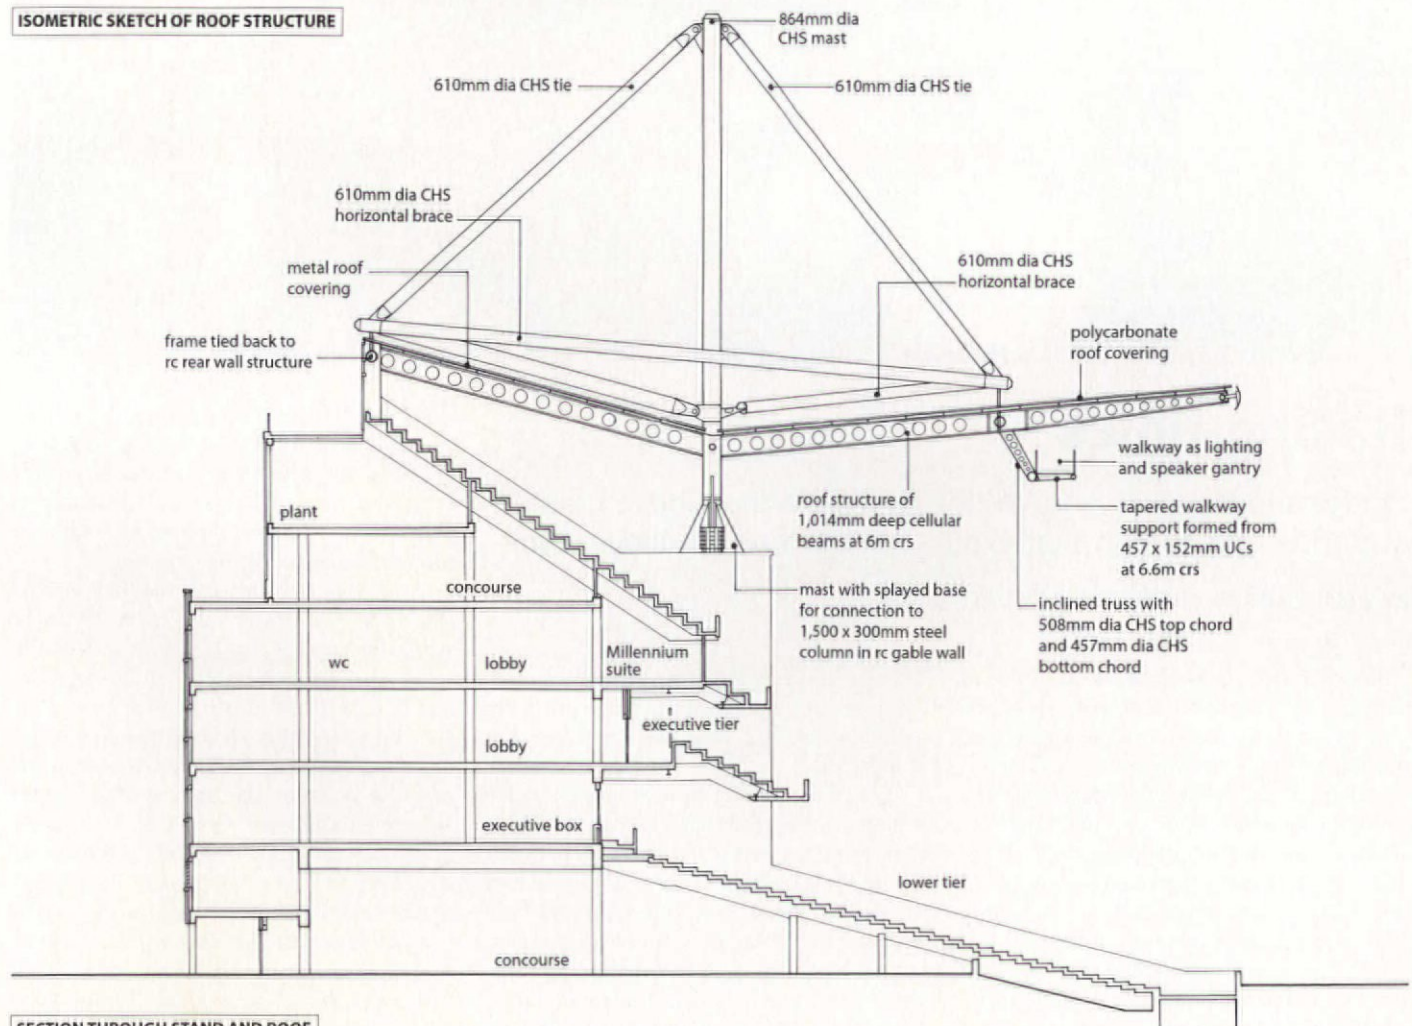 ISOMETRIC SKETCH OF ROOF STRUCTURE
864mm dia
CHS mast
610mm dia CHS tie
610mm dia CHS tie
610mm dia CHS
horizontal brace
metal roof
covering
610mm dia CHS
horizontal brace
frame tied back to
rc rear wall structure
polycarbonate
roof covering
walkway as lighting
and speaker gantry
plant
roof structure of
1,014mm deep cellular
beams at 6m crs
tapered walkway
support formed from
457 x 152mm UCs
at 6.6m crs
concourse
mast with splayed base
for connection to
1,500 x 300mm steel
column in rc gable wall
inclined truss with
508mm dia CHS top chord
and 457mm dia CHS
bottom chord
wc
lobby
Millennium
suite
executive tier
lobby
executive box
lower tier
concourse
SECTION THROUGH STAND AND ROOF